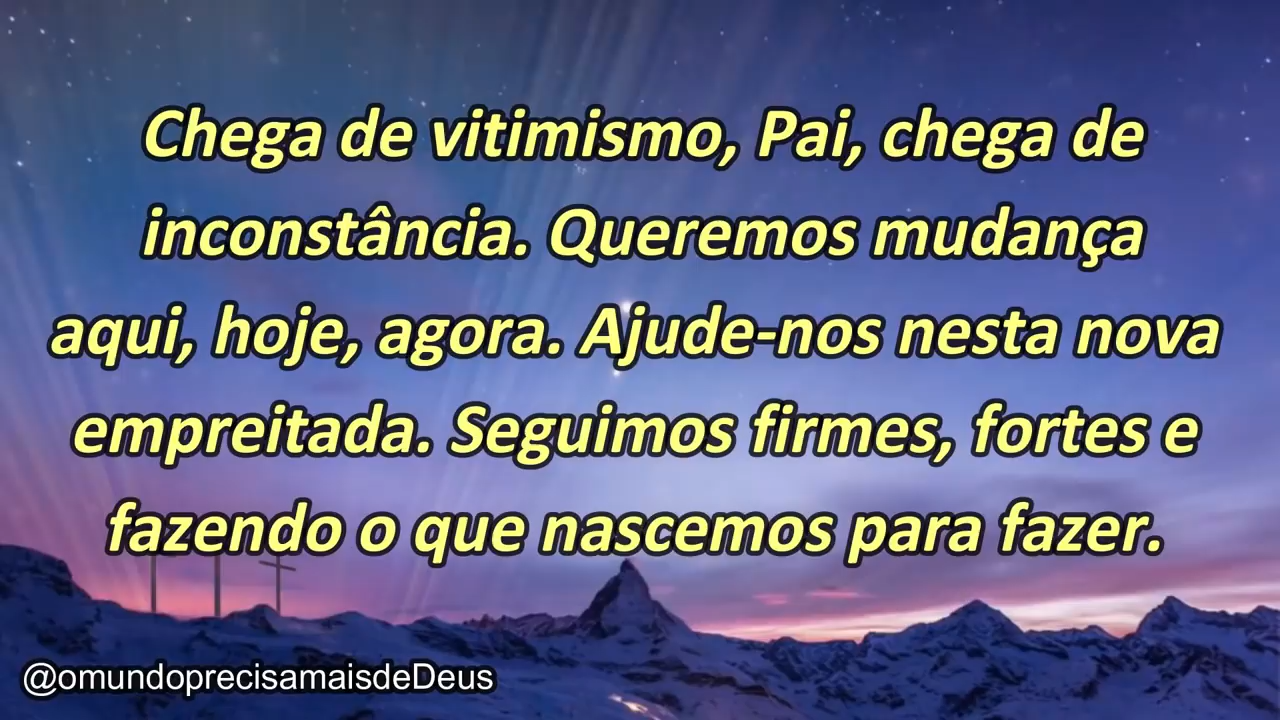 Chega de vitimismo, Pai, chega de
inconstância. Queremos mudança
aqui, hoje, agora. Ajude-nos nesta nova
empreitada. Seguimos firmes, fortes e
fazendo o que nascemos para fazer.
@omundoprecisamaisdeDeus